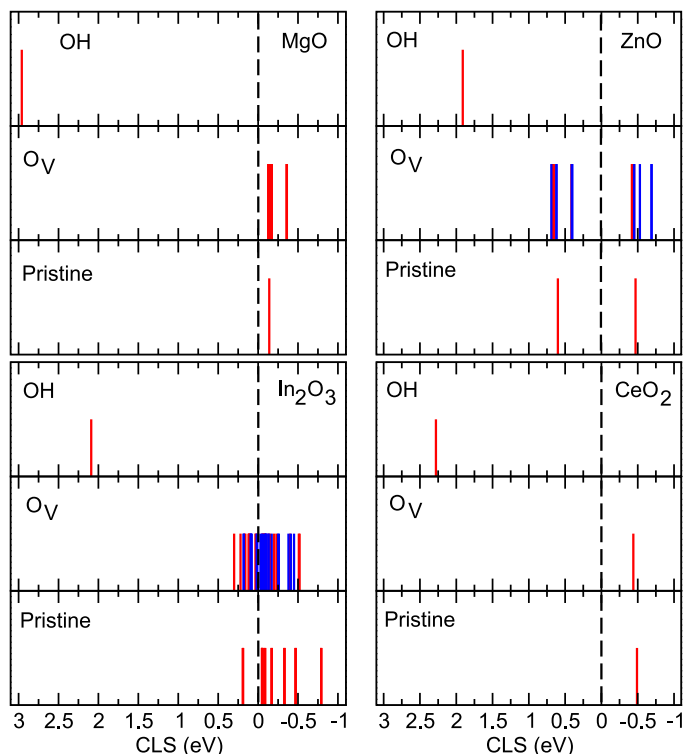 OH MgO
OV
Pristine
OH ZnO
OV
Pristine
OH In2O3
OV
Pristine
3 2.5 2 1.5 1 0.5 0 -0.5 -1
CLS (eV)
OH CeO2
OV
Pristine
3 2.5 2 1.5 1 0.5 0 -0.5 -1
CLS (eV)